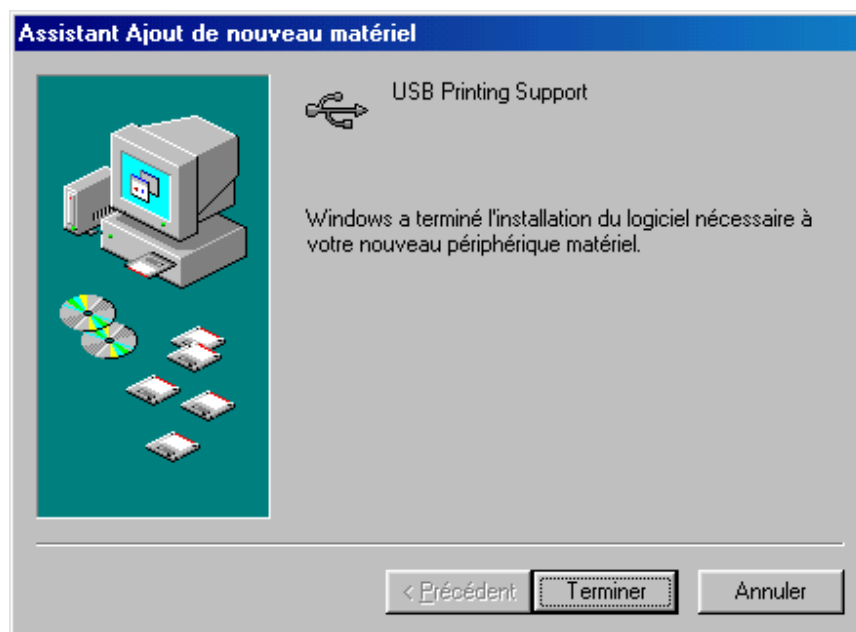 Assistant Ajout de nouveau matériel
USB Printing Support
Windows a terminé l'installation du logiciel nécessaire à
votre nouveau périphérique matériel.
< Précédent
Terminer
Annuler